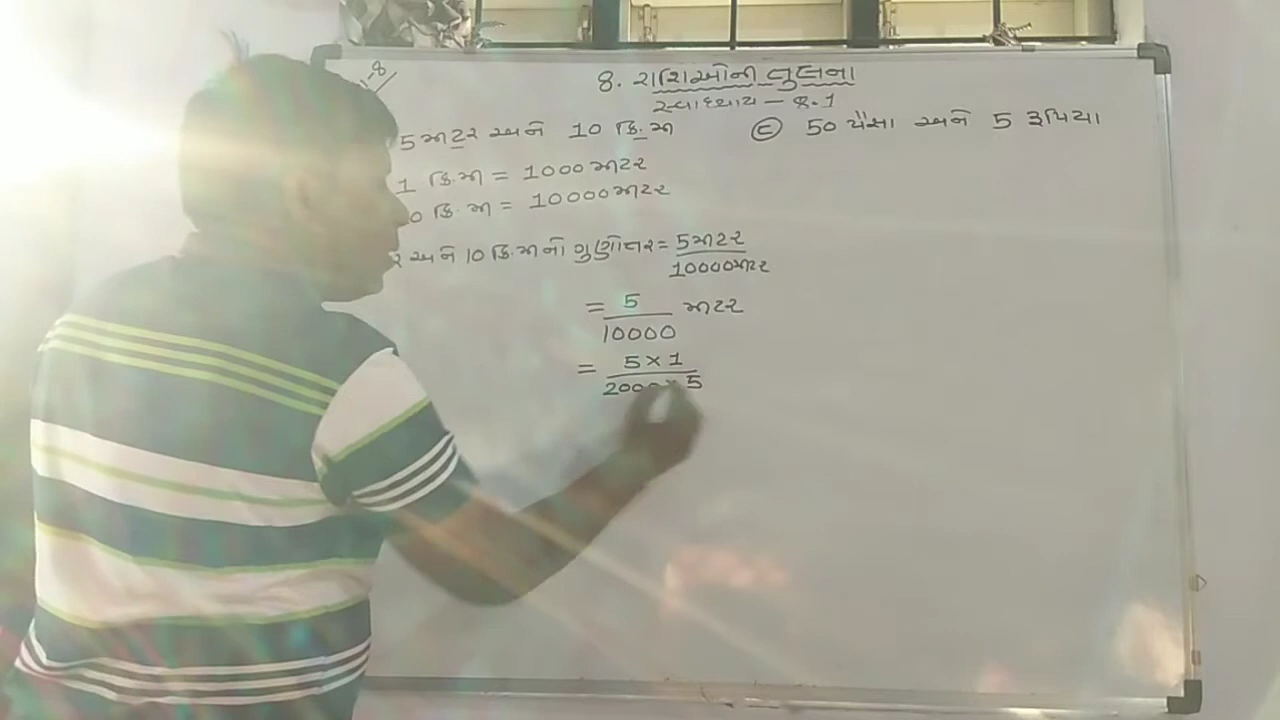 8. રાશિઓની તુલના
સ્વાધ્યાય - 8.1
5 મીટર અને 10 કિ.મી
1 કિ.મી = 1000 મીટર
0 કિ.મી = 10000 મીટર
ર અને 10 કિ.મીનો ગુણોત્તર = 5 મીટર
10000 મીટર
= 5 મીટર
10000
= 5 × 1
2000 × 5
C 50 પૈસા અને 5 રૂપિયા